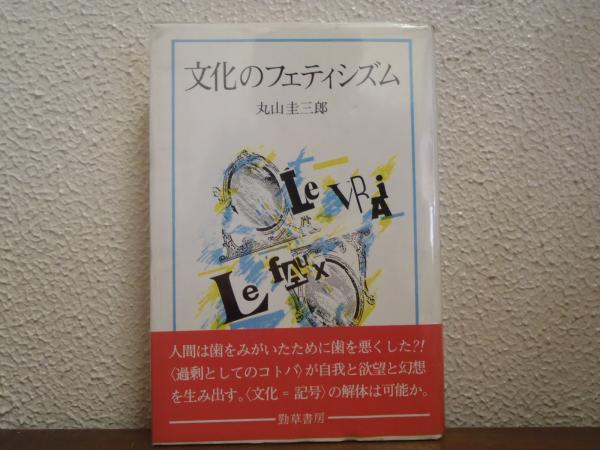 文化のフェティシズム
丸山圭三郎
Le VRAi
Le fAux
人間は歯をみがいたために歯を悪くした?!
〈過剰としてのコトバ〉が自我と欲望と幻想
を生み出す。〈文化＝記号〉の解体は可能か。
勁草書房